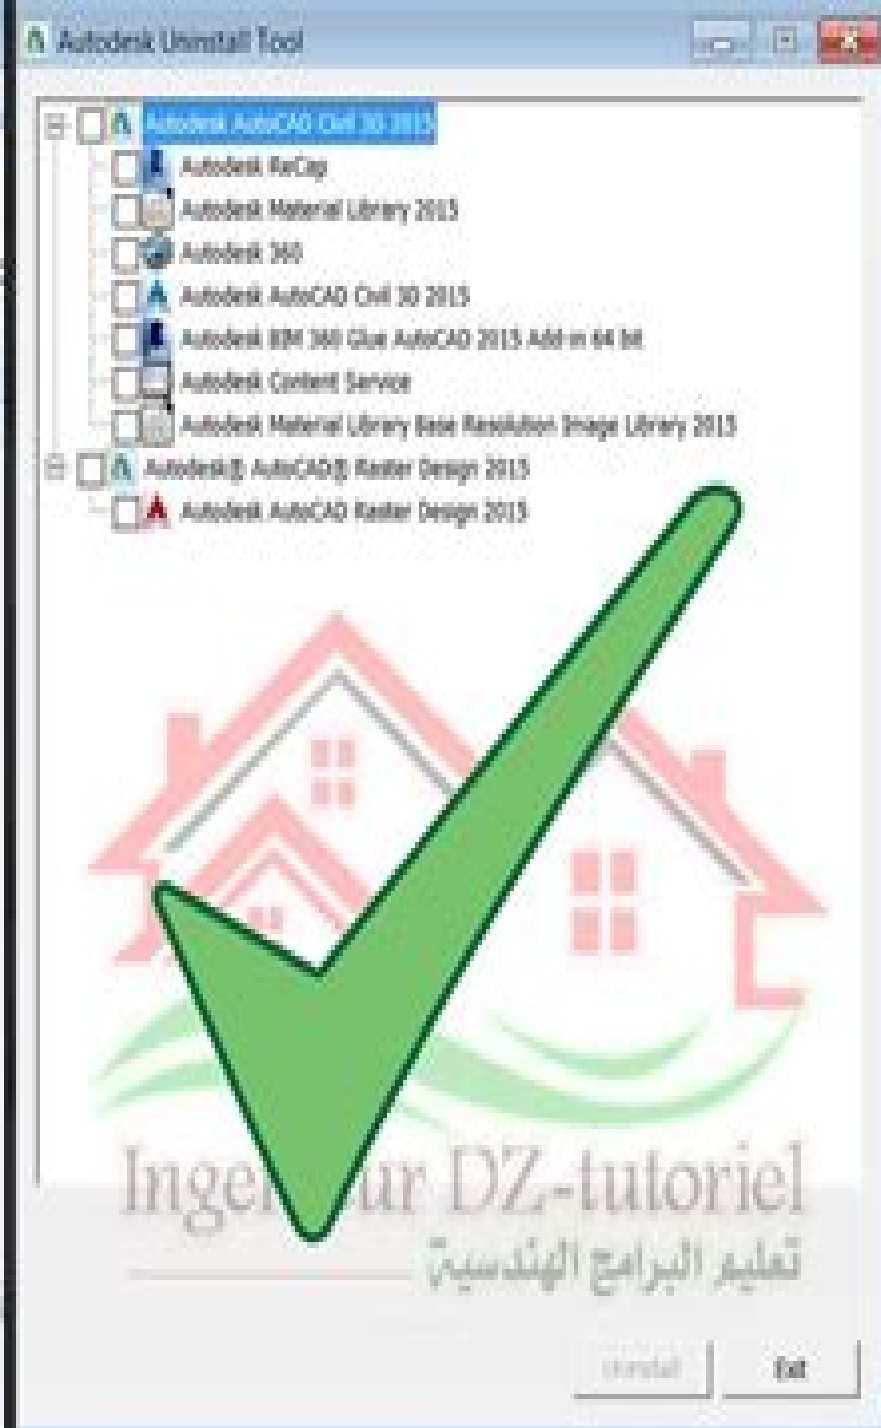 Autodesk Uninstall Tool
Autodesk AutoCAD Civil 3D 2015
Autodesk ReCap
Autodesk Material Library 2015
Autodesk 360
Autodesk AutoCAD Civil 3D 2015
Autodesk BIM 360 Glue AutoCAD 2015 Add-in 64 bit
Autodesk Content Service
Autodesk Material Library Base Resolution Image Library 2015
Autodesk® AutoCAD® Raster Design 2015
Autodesk AutoCAD Raster Design 2015
DZ-tutoriel
تعليم البرامج الهندسية
Uninstall
Exit